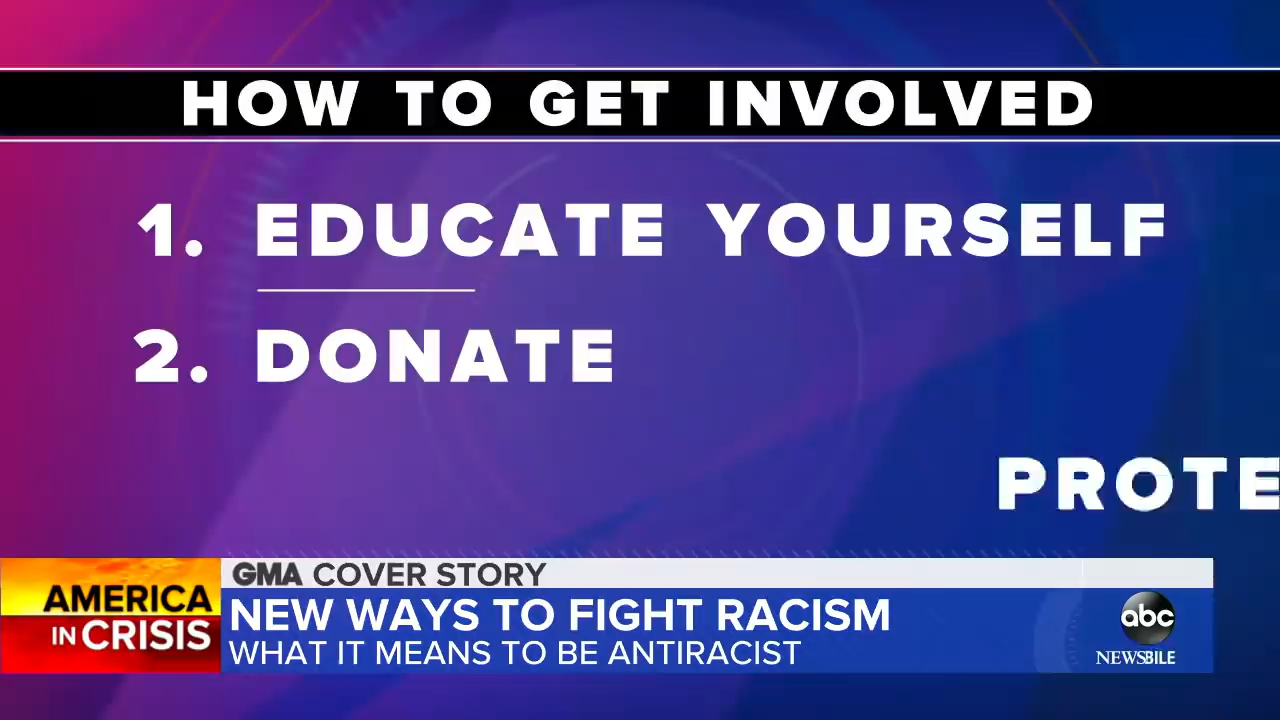 HOW TO GET INVOLVED
1. EDUCATE YOURSELF
2. DONATE
PROTE
GMA COVER STORY
AMERICA IN CRISIS
NEW WAYS TO FIGHT RACISM
WHAT IT MEANS TO BE ANTIRACIST
abc